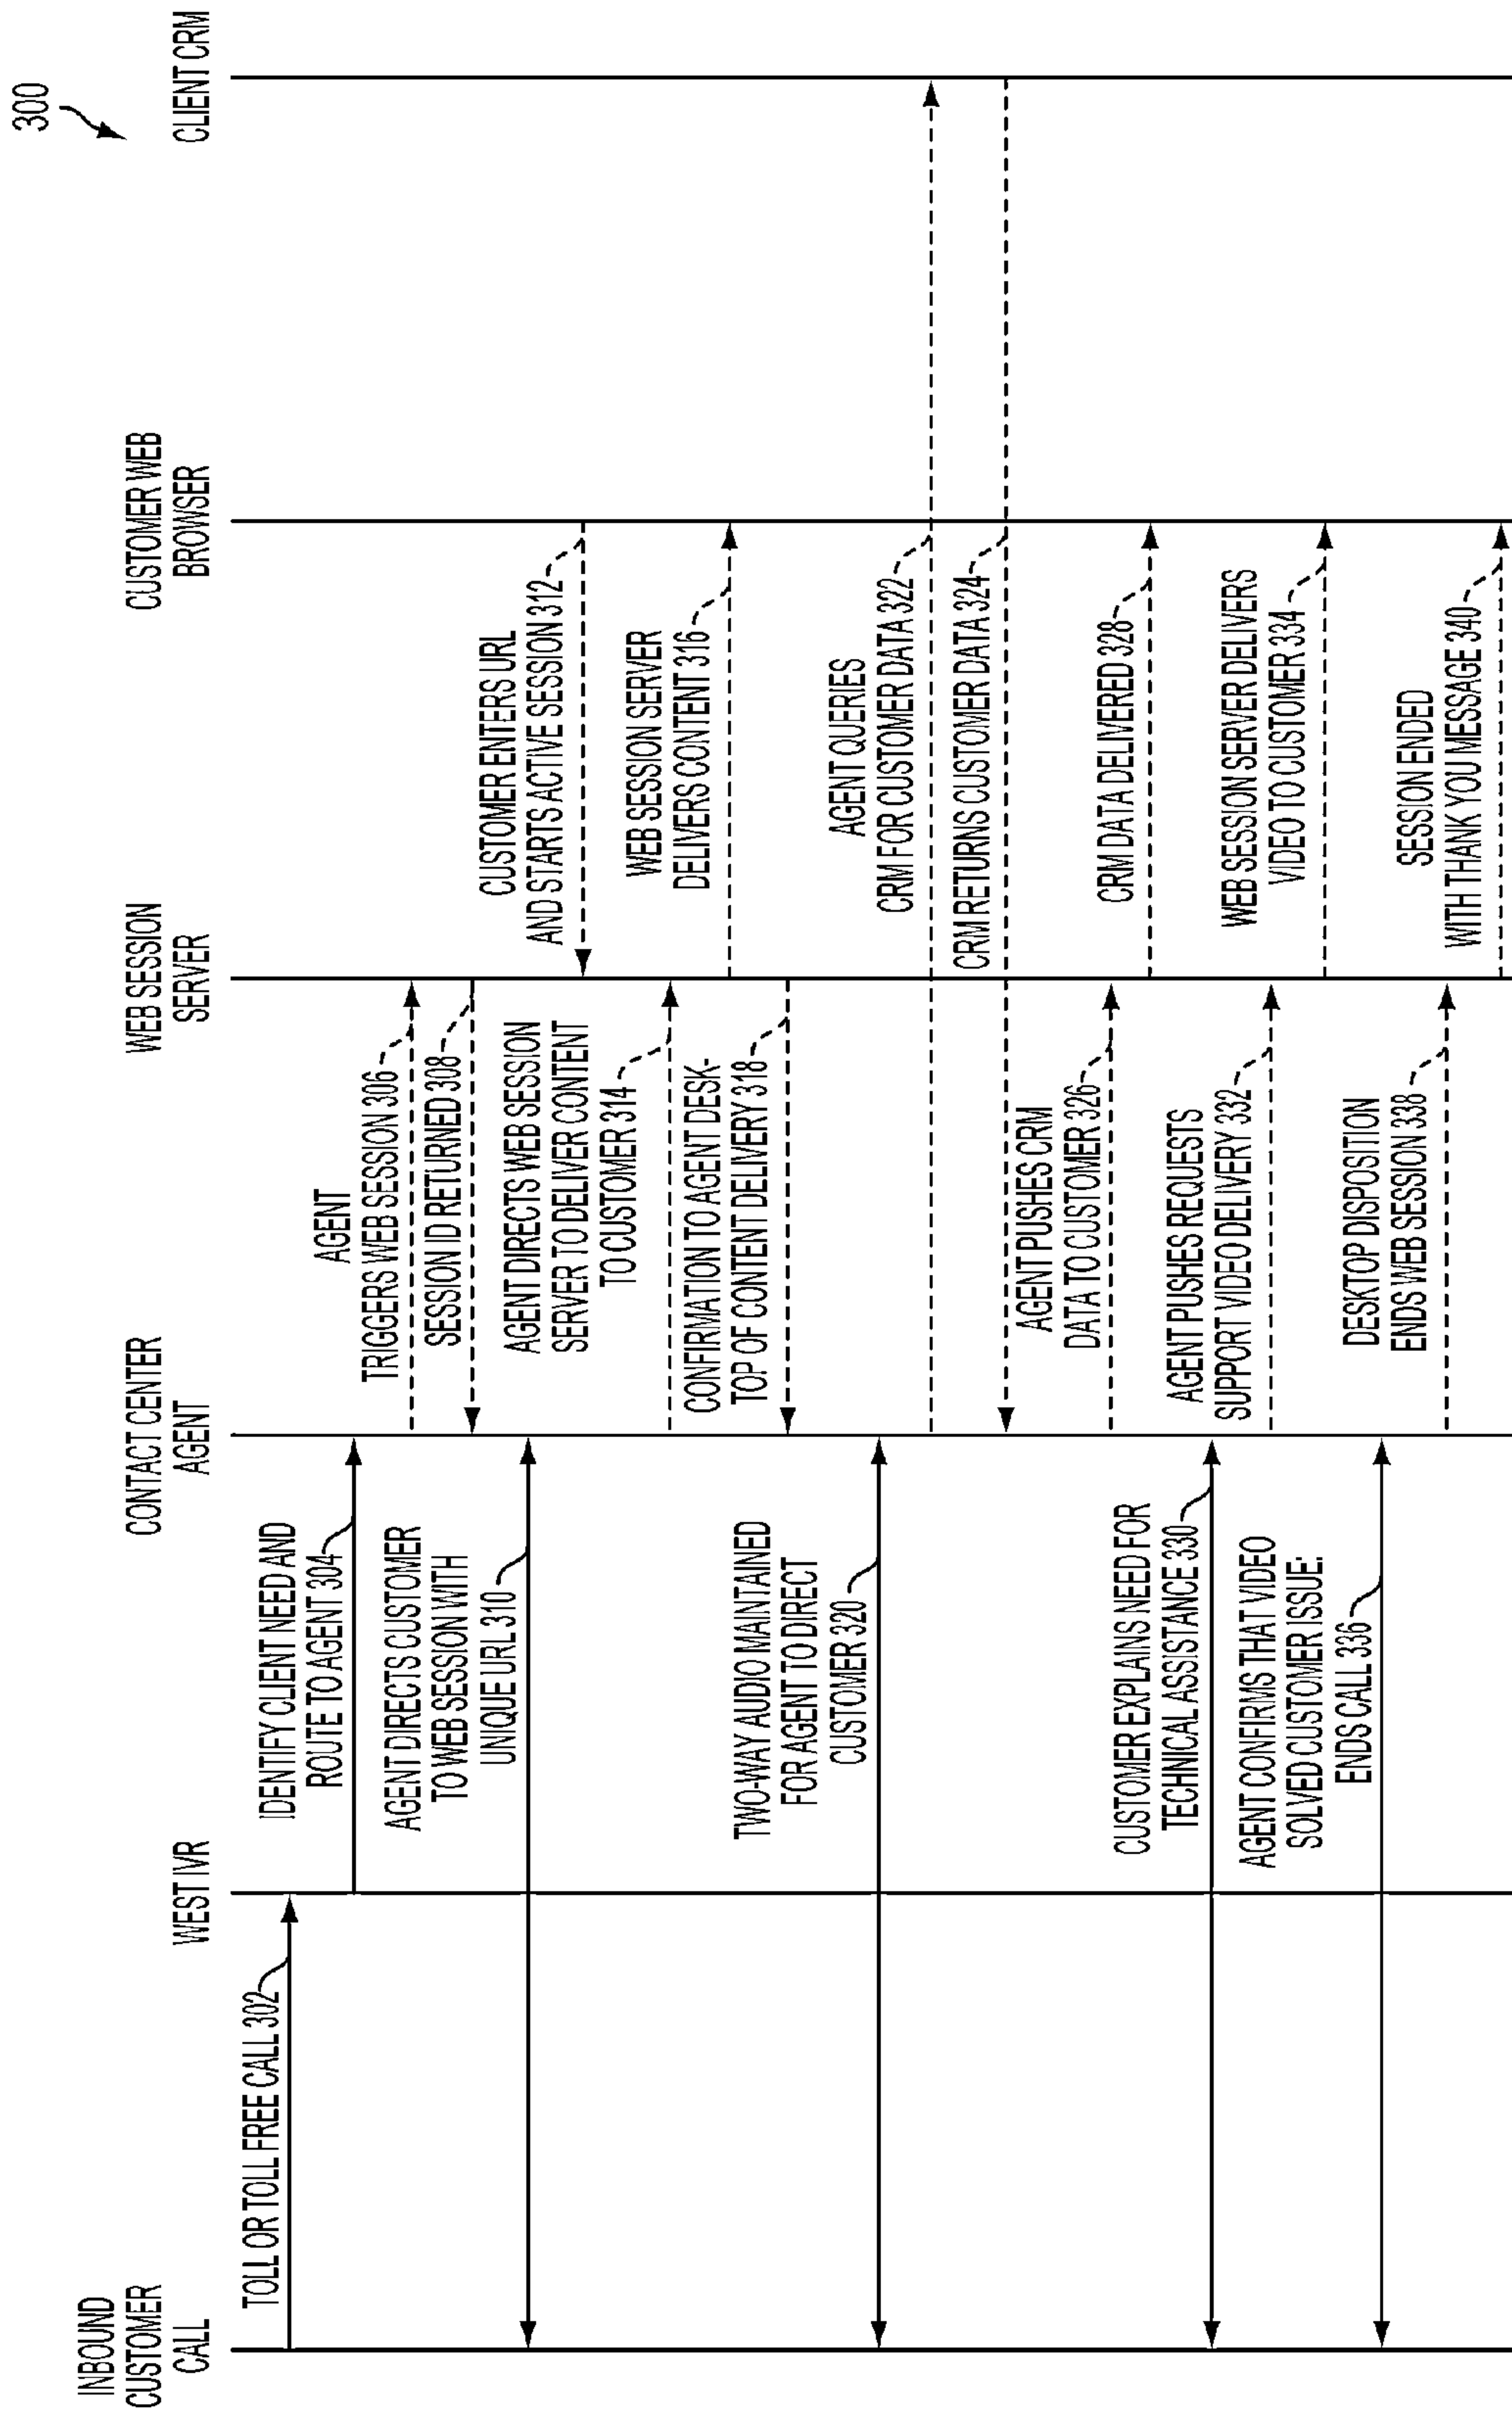 300
INBOUND
CUSTOMER
CALL
WEST IVR
CONTACT CENTER
AGENT
WEB SESSION
SERVER
CUSTOMER WEB
BROWSER
CLIENT CRM
TOLL OR TOLL FREE CALL 302
IDENTIFY CLIENT NEED AND
ROUTE TO AGENT 304
AGENT
TRIGGERS WEB SESSION 306
SESSION ID RETURNED 308
AGENT DIRECTS CUSTOMER
TO WEB SESSION WITH
UNIQUE URL 310
CUSTOMER ENTERS URL
AND STARTS ACTIVE SESSION 312
AGENT DIRECTS WEB SESSION
SERVER TO DELIVER CONTENT
TO CUSTOMER 314
WEB SESSION SERVER
DELIVERS CONTENT 316
CONFIRMATION TO AGENT DESK-
TOP OF CONTENT DELIVERY 318
TWO-WAY AUDIO MAINTAINED
FOR AGENT TO DIRECT
CUSTOMER 320
AGENT QUERIES
CRM FOR CUSTOMER DATA 322
CRM RETURNS CUSTOMER DATA 324
AGENT PUSHES CRM
DATA TO CUSTOMER 326
CRM DATA DELIVERED 328
CUSTOMER EXPLAINS NEED FOR
TECHNICAL ASSISTANCE 330
AGENT PUSHES REQUESTS
SUPPORT VIDEO DELIVERY 332
WEB SESSION SERVER DELIVERS
VIDEO TO CUSTOMER 334
AGENT CONFIRMS THAT VIDEO
SOLVED CUSTOMER ISSUE.
ENDS CALL 336
DESKTOP DISPOSITION
ENDS WEB SESSION 338
SESSION ENDED
WITH THANK YOU MESSAGE 340